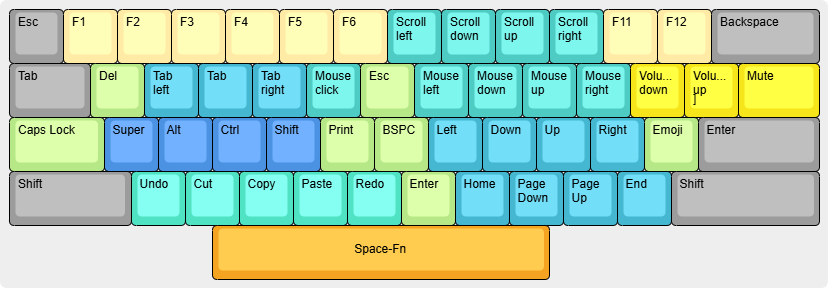 Esc F1 F2 F3 F4 F5 F6 Scroll left Scroll down Scroll up Scroll right F11 F12 Backspace
Tab Del Tab left Tab Tab right Mouse click Esc Mouse left Mouse down Mouse up Mouse right Volu... down Volu... up ] Mute
Caps Lock Super Alt Ctrl Shift Print BSPC Left Down Up Right Emoji Enter
Shift Undo Cut Copy Paste Redo Enter Home Page Down Page Up End Shift
Space-Fn